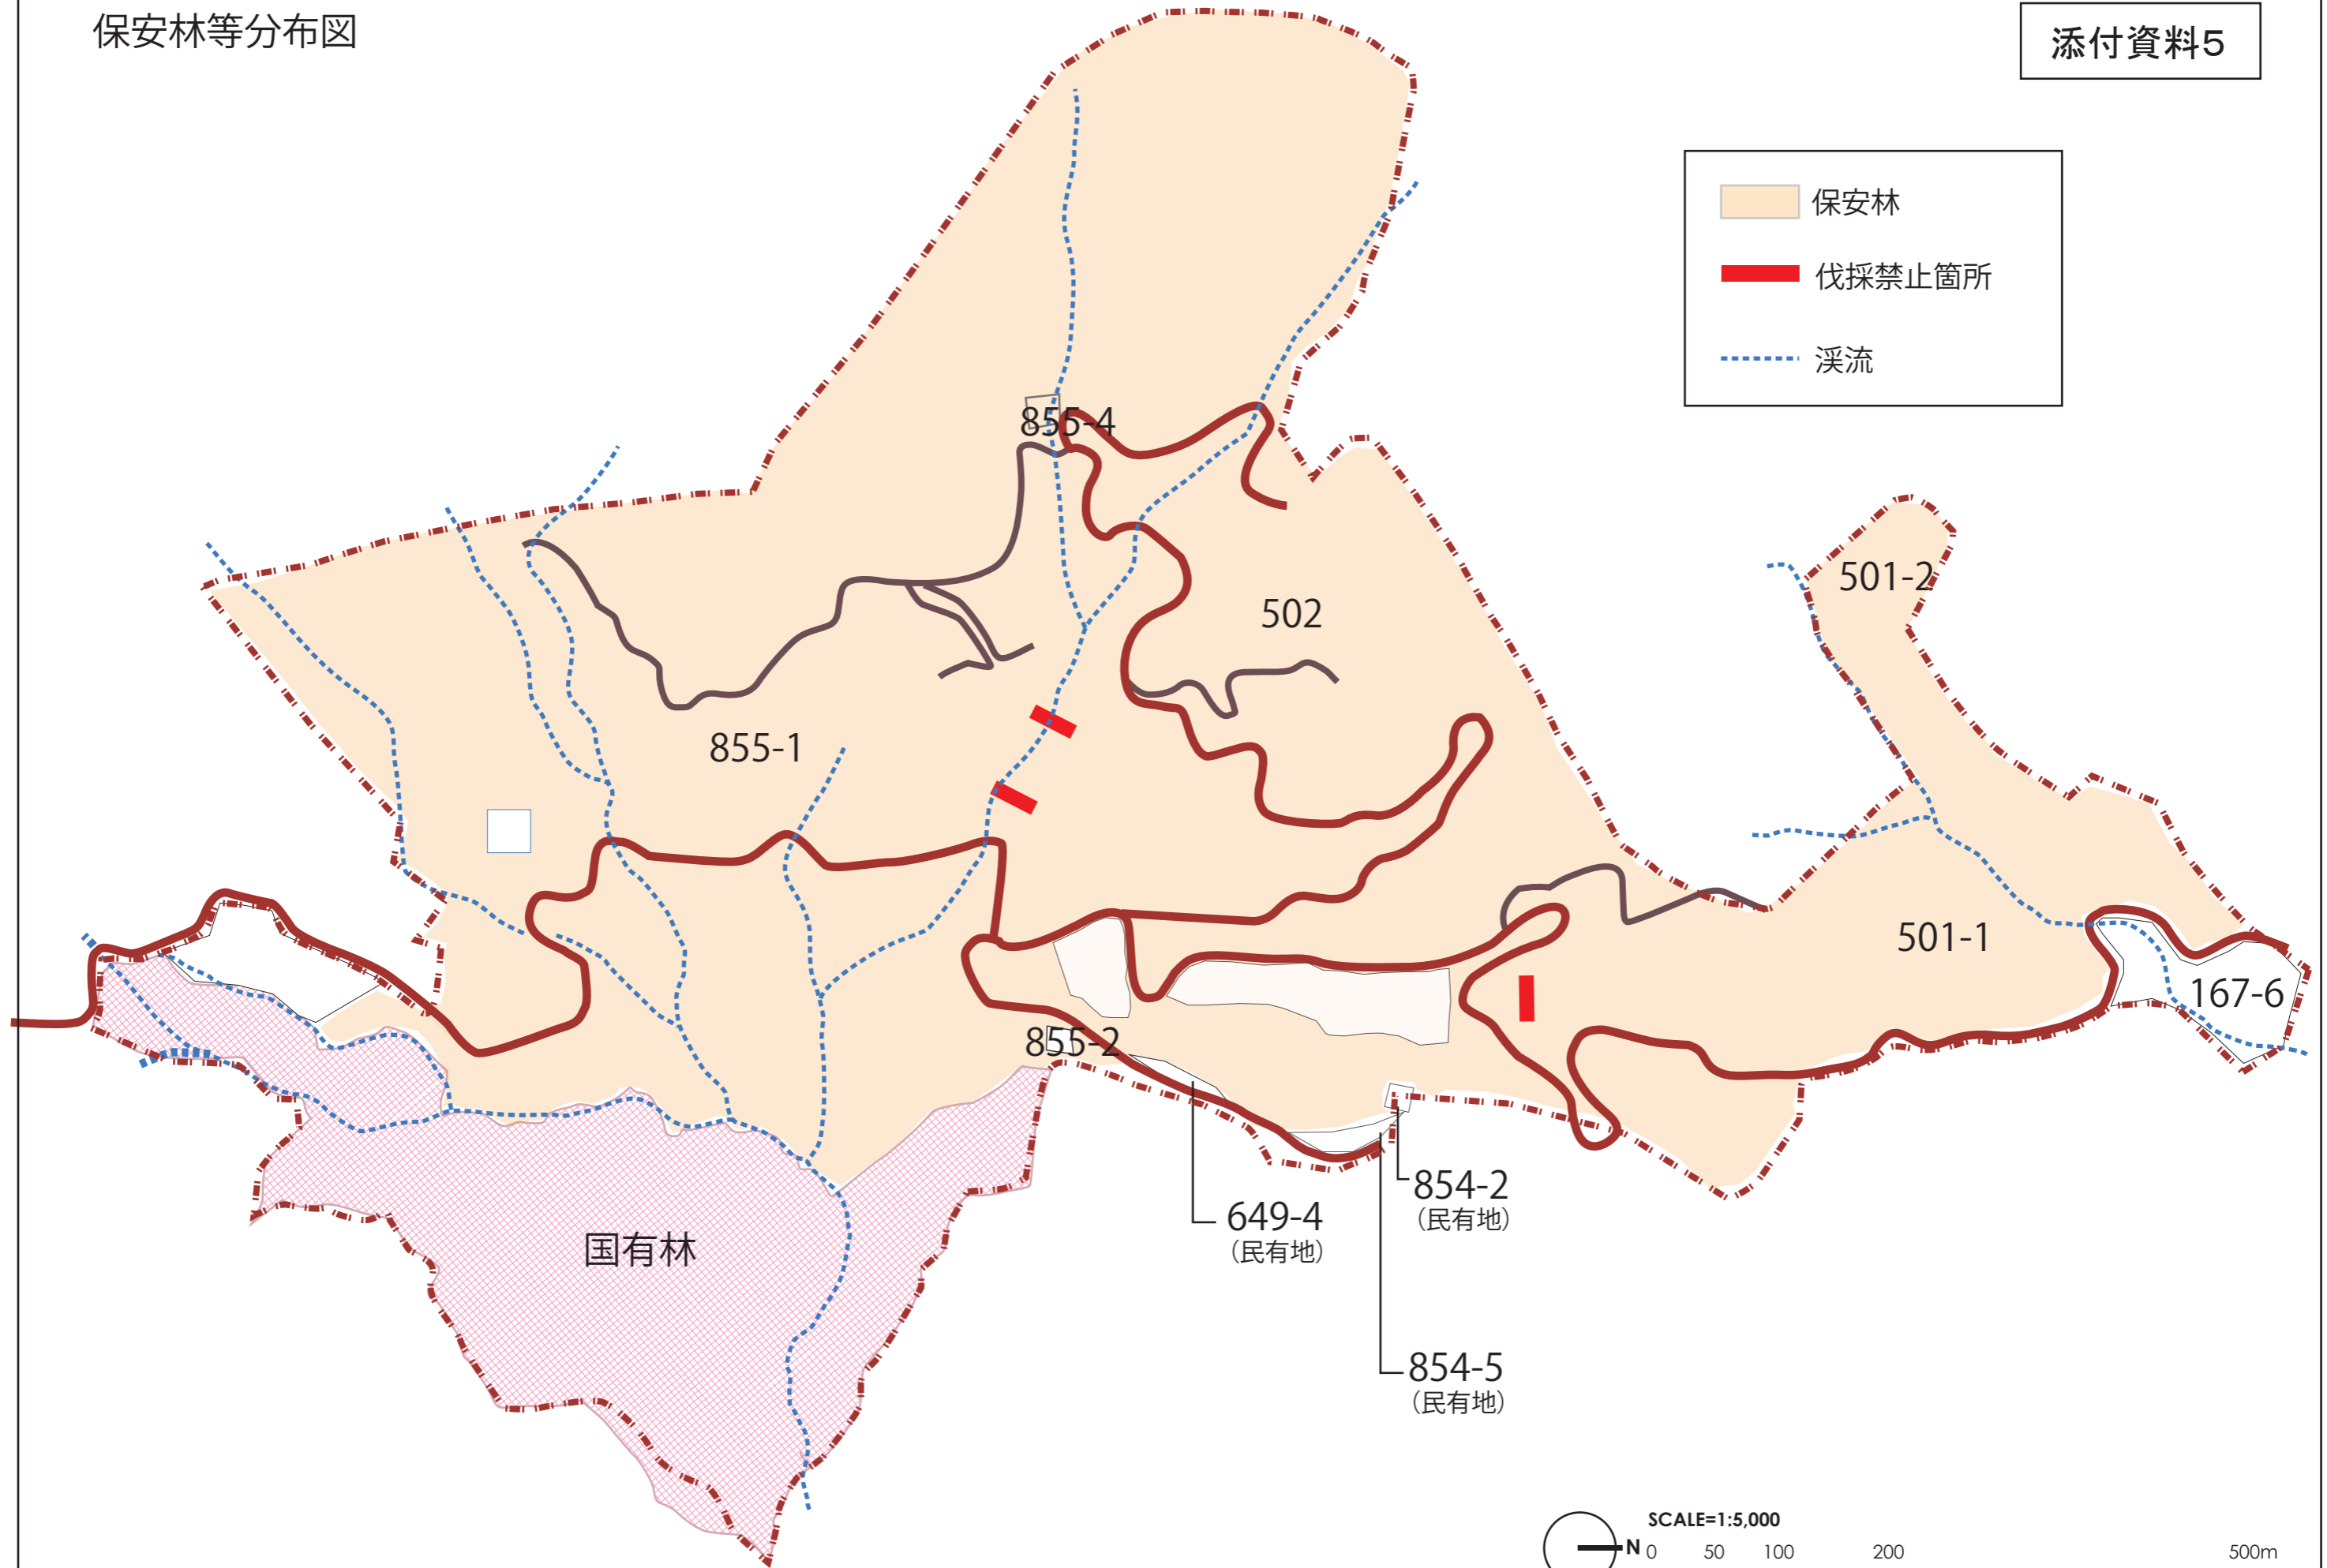 保安林等分布図
添付資料5
保安林
伐採禁止箇所
渓流
855-4
501-2
502
855-1
501-1
167-6
855-2
854-2
（民有地）
649-4
（民有地）
国有林
854-5
（民有地）
SCALE=1:5,000
N 0 50 100 200 500m